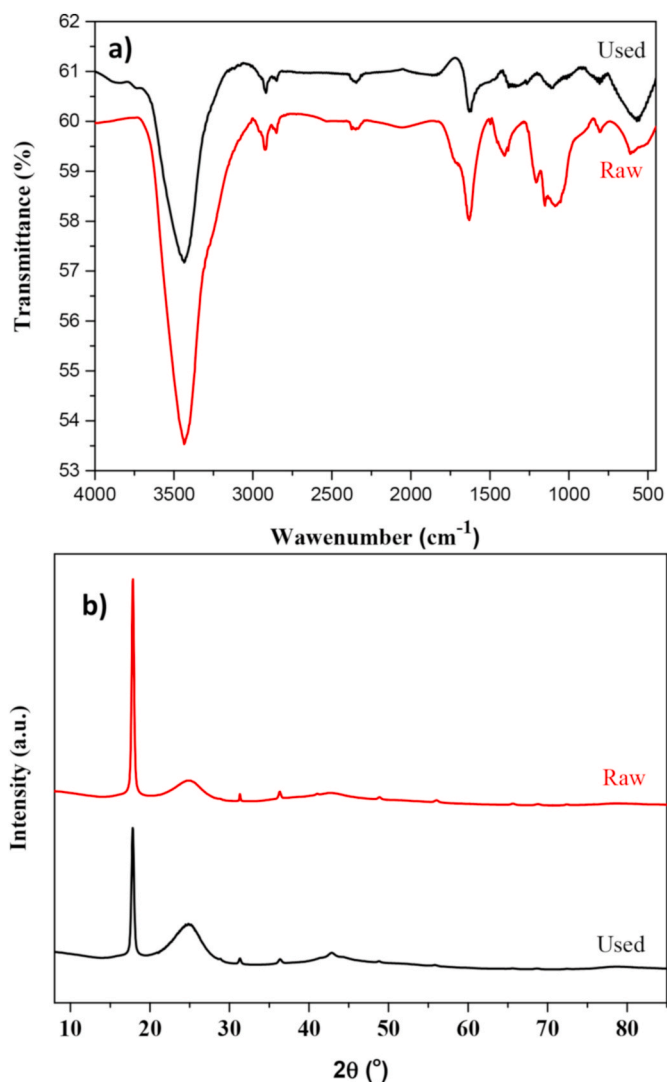 a)
Used
Raw
62
61
60
59
58
57
56
55
54
53
Transmittance (%)
4000 3500 3000 2500 2000 1500 1000 500
Wawenumber (cm-1)
b)
Raw
Used
Intensity (a.u.)
10 20 30 40 50 60 70 80
2θ (°)